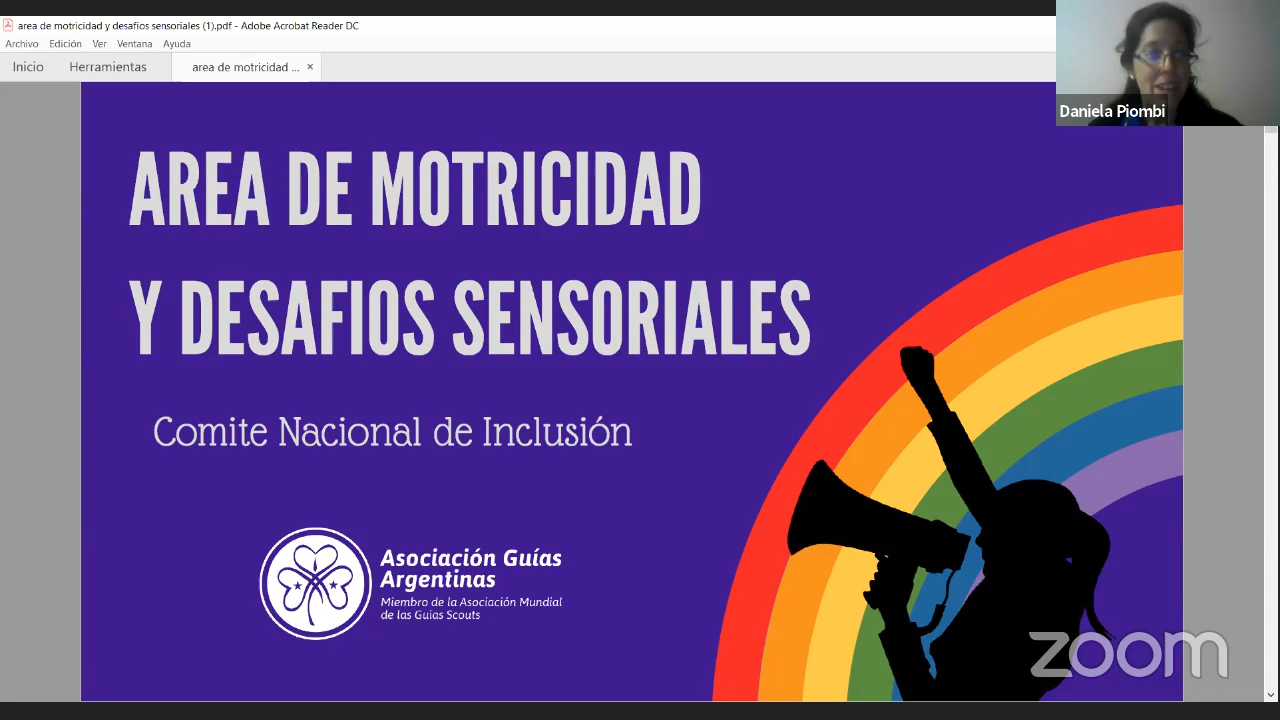 area de motricidad y desafios sensoriales (1).pdf - Adobe Acrobat Reader DC
Archivo Edición Ver Ventana Ayuda
Inicio Herramientas area de motricidad ... ×
Daniela Piombi
AREA DE MOTRICIDAD
Y DESAFIOS SENSORIALES
Comite Nacional de Inclusión
Asociación Guías
Argentinas
Miembro de la Asociación Mundial
de las Guías Scouts
zoom